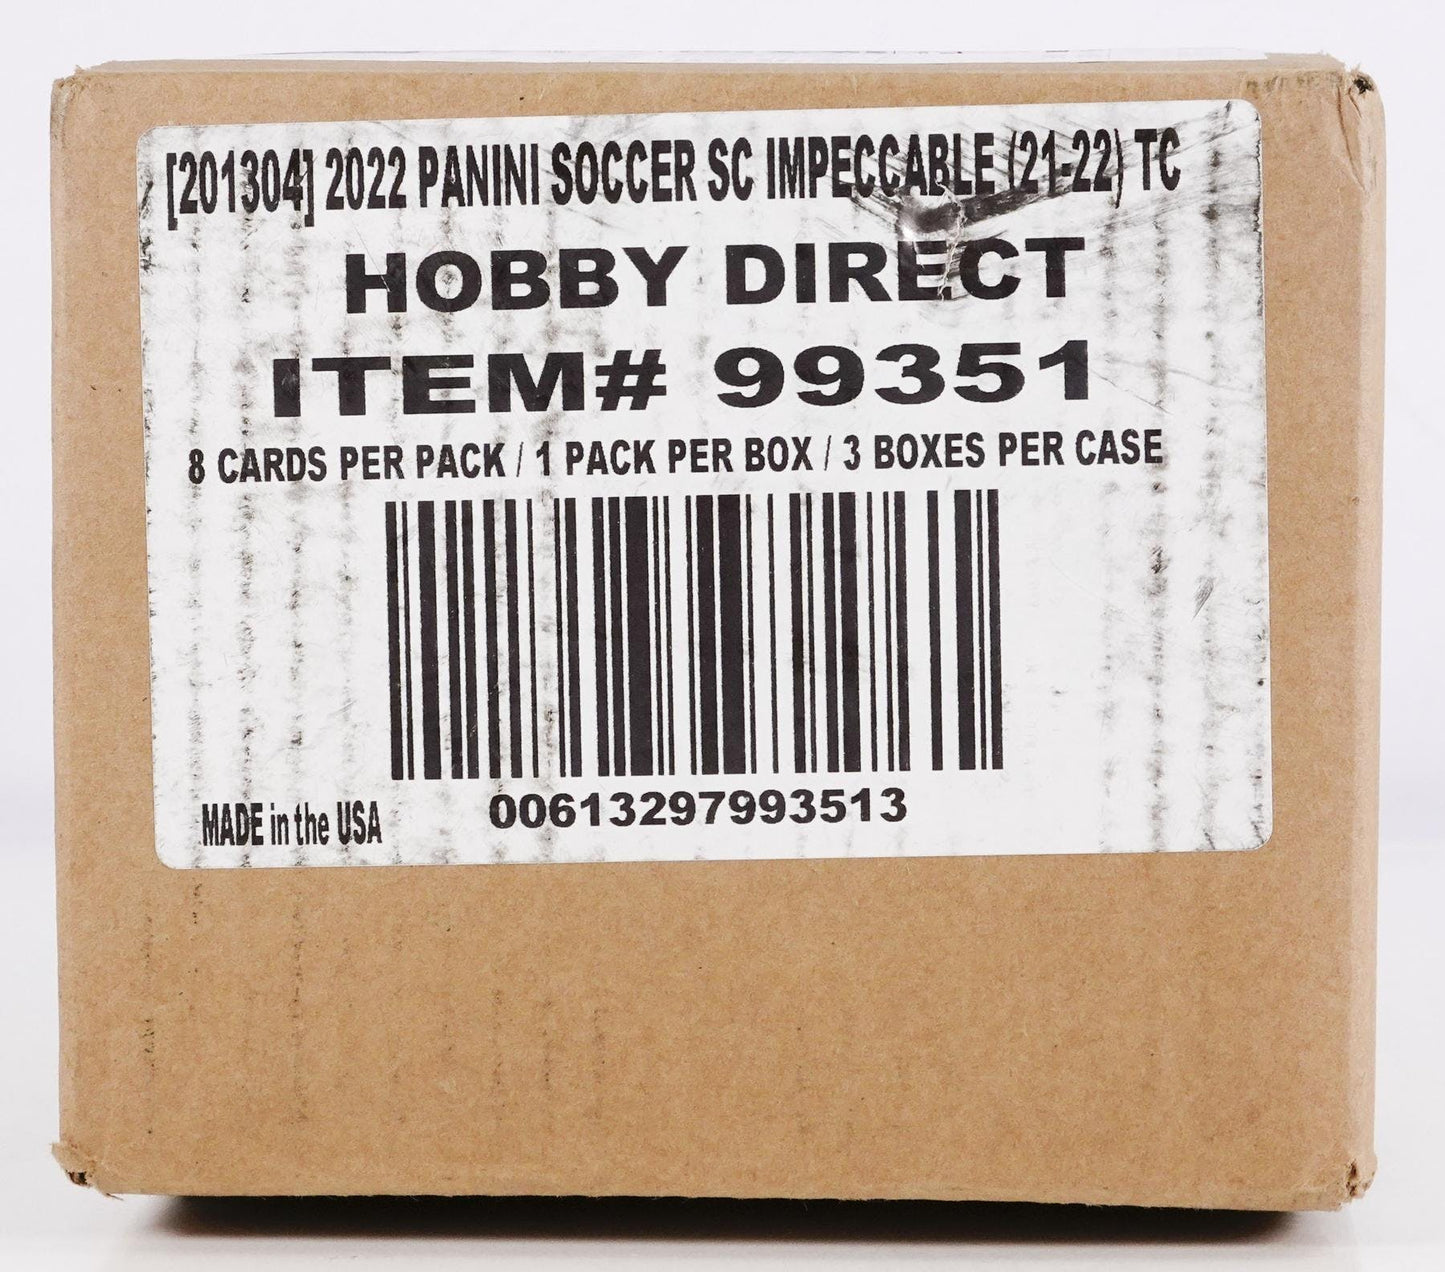 [201304] 2022 PANINI SOCCER SC IMPECCABLE (21-22) TC
HOBBY DIRECT
ITEM# 99351
8 CARDS PER PACK / 1 PACK PER BOX / 3 BOXES PER CASE
00613297993513
MADE in the USA